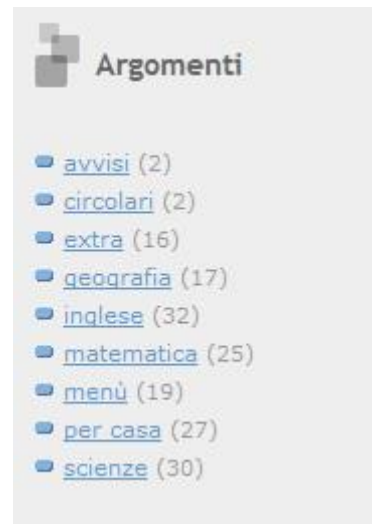 Argomenti
avvisi (2)
circolari (2)
extra (16)
geografia (17)
inglese (32)
matematica (25)
menù (19)
per casa (27)
scienze (30)